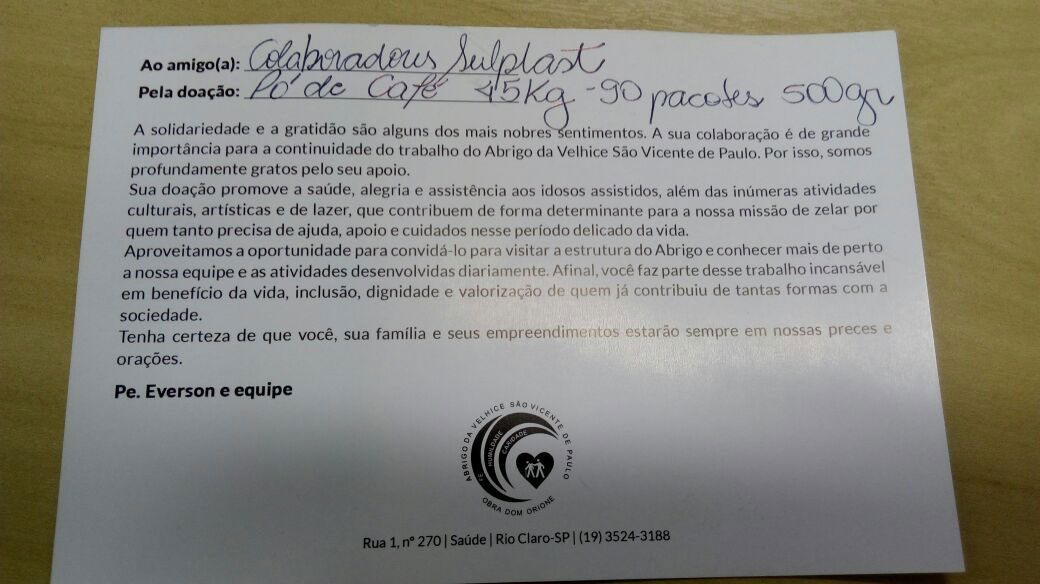 Ao amigo(a): Colaboradores Sulplast
Pela doação: Pó de Café 45Kg - 90 pacotes 500gr
A solidariedade e a gratidão são alguns dos mais nobres sentimentos. A sua colaboração é de grande
importância para a continuidade do trabalho do Abrigo da Velhice São Vicente de Paulo. Por isso, somos
profundamente gratos pelo seu apoio.
Sua doação promove a saúde, alegria e assistência aos idosos assistidos, além das inúmeras atividades
culturais, artísticas e de lazer, que contribuem de forma determinante para a nossa missão de zelar por
quem tanto precisa de ajuda, apoio e cuidados nesse período delicado da vida.
Aproveitamos a oportunidade para convidá-lo para visitar a estrutura do Abrigo e conhecer mais de perto
a nossa equipe e as atividades desenvolvidas diariamente. Afinal, você faz parte desse trabalho incansável
em benefício da vida, inclusão, dignidade e valorização de quem já contribuiu de tantas formas com a
sociedade.
Tenha certeza de que você, sua família e seus empreendimentos estarão sempre em nossas preces e
orações.
Pe. Everson e equipe
ABRIGO DA VELHICE SÃO VICENTE DE PAULO
FÉ HUMILDADE
CARIDADE
OBRA DOM ORIONE
Rua 1, nº 270 | Saúde | Rio Claro-SP | (19) 3524-3188